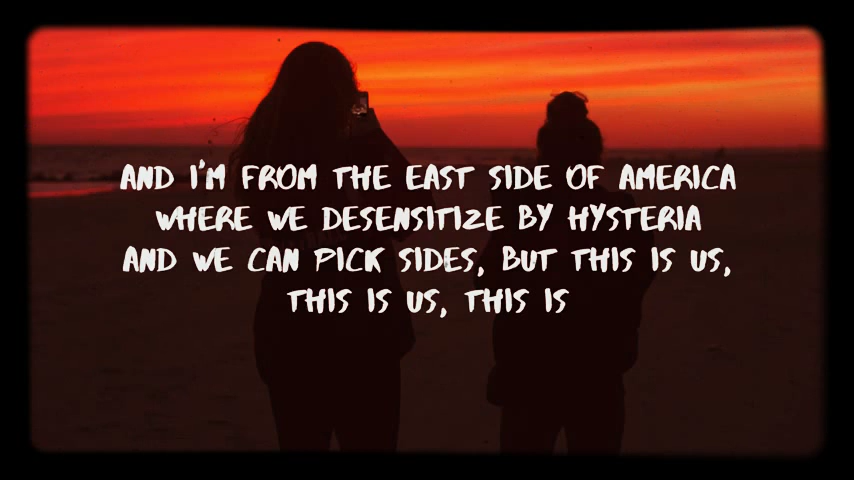 AND I'M FROM THE EAST SIDE OF AMERICA
WHERE WE DESENSITIZE BY HYSTERIA
AND WE CAN PICK SIDES, BUT THIS IS US,
THIS IS US, THIS IS